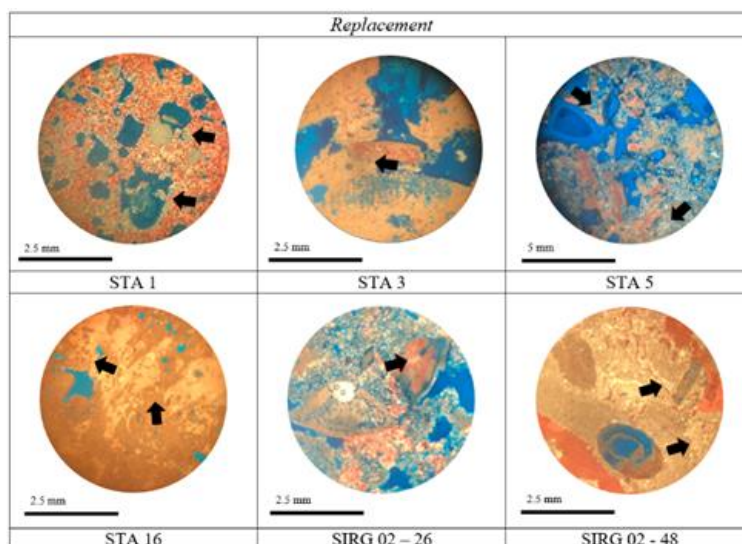 Replacement
2.5 mm
2.5 mm
5 mm
STA 1
STA 3
STA 5
2.5 mm
2.5 mm
2.5 mm
STA 16
SIRG 02 – 26
SIRG 02 - 48